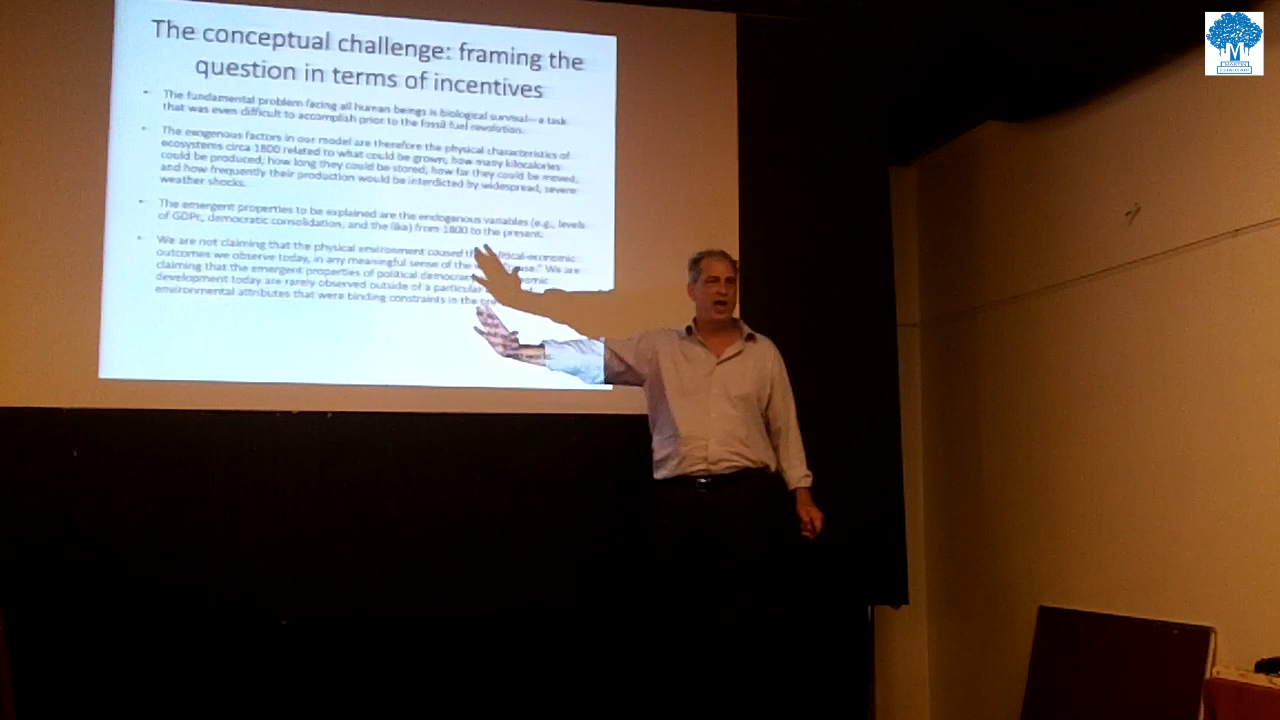 The conceptual challenge: framing the
question in terms of incentives
• The fundamental problem facing all human beings is biological survival—a task
that was even difficult to accomplish prior to the fossil fuel revolution.
• The exogenous factors in our model are therefore the physical characteristics of
ecosystems circa 1800 related to what could be grown, how many kilocalories
could be produced, how long they could be stored, how far they could be moved,
and how frequently their production would be interdicted by widespread, severe
weather shocks.
• The emergent properties to be explained are the endogenous variables (e.g., levels
of GDPc, democratic consolidation, and the like) from 1800 to the present.
• We are not claiming that the physical environment caused
outcomes we observe today, in any meaningful sense of the We are
claiming that the emergent properties of political
development today are rarely observed outside of a particular
environmental attributes that were binding constraints in the
M
MARTIN
CHAUTARI